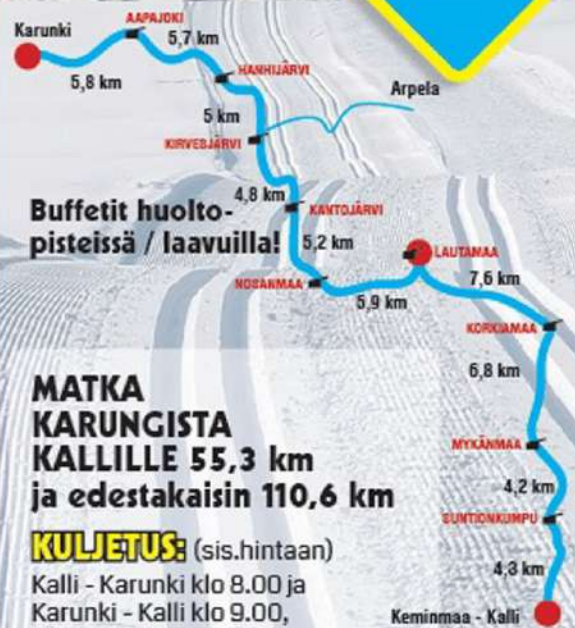 AAPAJOKI
Karunki
5,7 km
HANHIJÄRVI
5,8 km
Arpela
5 km
KIRVESJÄRVI
4,8 km
Buffetit huolto-
KANTOJÄRVI
pisteissä / laavuilla!
5,2 km
LAUTAMAA
NOSANMAA
7,6 km
5,9 km
KORKIAMAA
6,8 km
MATKA
KARUNGISTA
KALLILLE 55,3 km
ja edestakaisin 110,6 km
MYKÄNMAA
4,2 km
SUNTIONKUMPU
KULJETUS: (sis.hintaan)
4,3 km
Kalli - Karunki klo 8.00 ja
Karunki - Kalli klo 9.00,
Keminmaa - Kalli